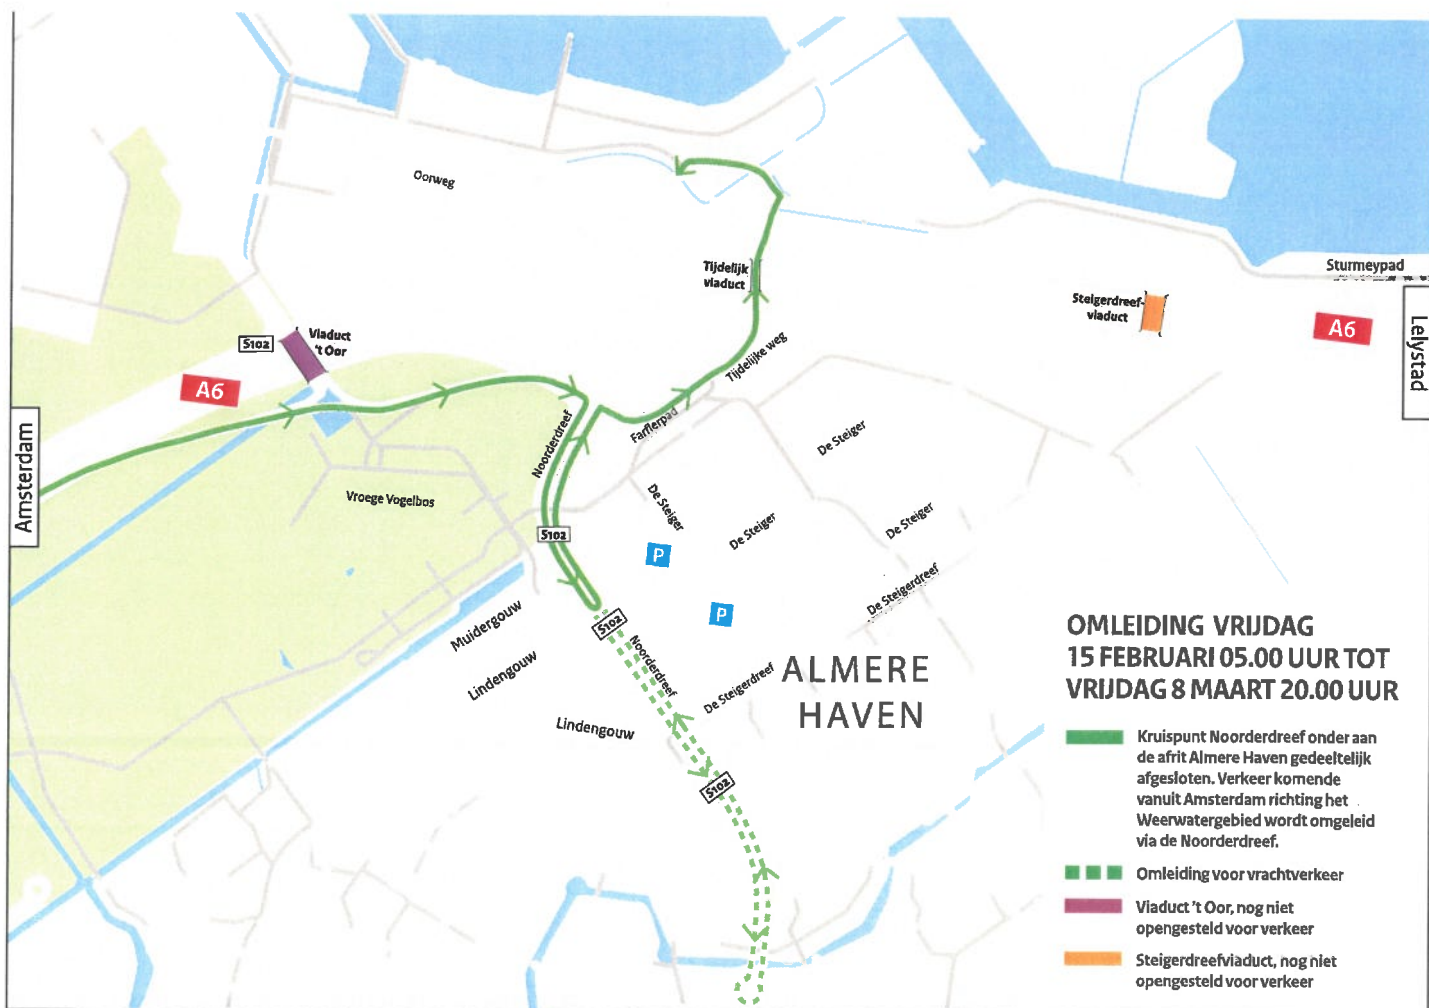 Oorweg
Tijdelijk
viaduct
Sturmeypad
Steigerdreef-
viaduct
A6
Lelystad
S102
Viaduct
't Oor
A6
Tijdelijke weg
Noorderdreef
Farflerpad
De Steiger
Amsterdam
Vroege Vogelbos
De Steiger
De Steiger
De Steiger
S102
P
De Steigerdreef
P
S102
Muidergouw
Noorderdreef
Lindengouw
De Steigerdreef
ALMERE
HAVEN
Lindengouw
S102
OMLEIDING VRIJDAG
15 FEBRUARI 05.00 UUR TOT
VRIJDAG 8 MAART 20.00 UUR
Kruispunt Noorderdreef onder aan
de afrit Almere Haven gedeeltelijk
afgesloten. Verkeer komende
vanuit Amsterdam richting het
Weerwatergebied wordt omgeleid
via de Noorderdreef.
Omleiding voor vrachtverkeer
Viaduct 't Oor, nog niet
opengesteld voor verkeer
Steigerdreefviaduct, nog niet
opengesteld voor verkeer